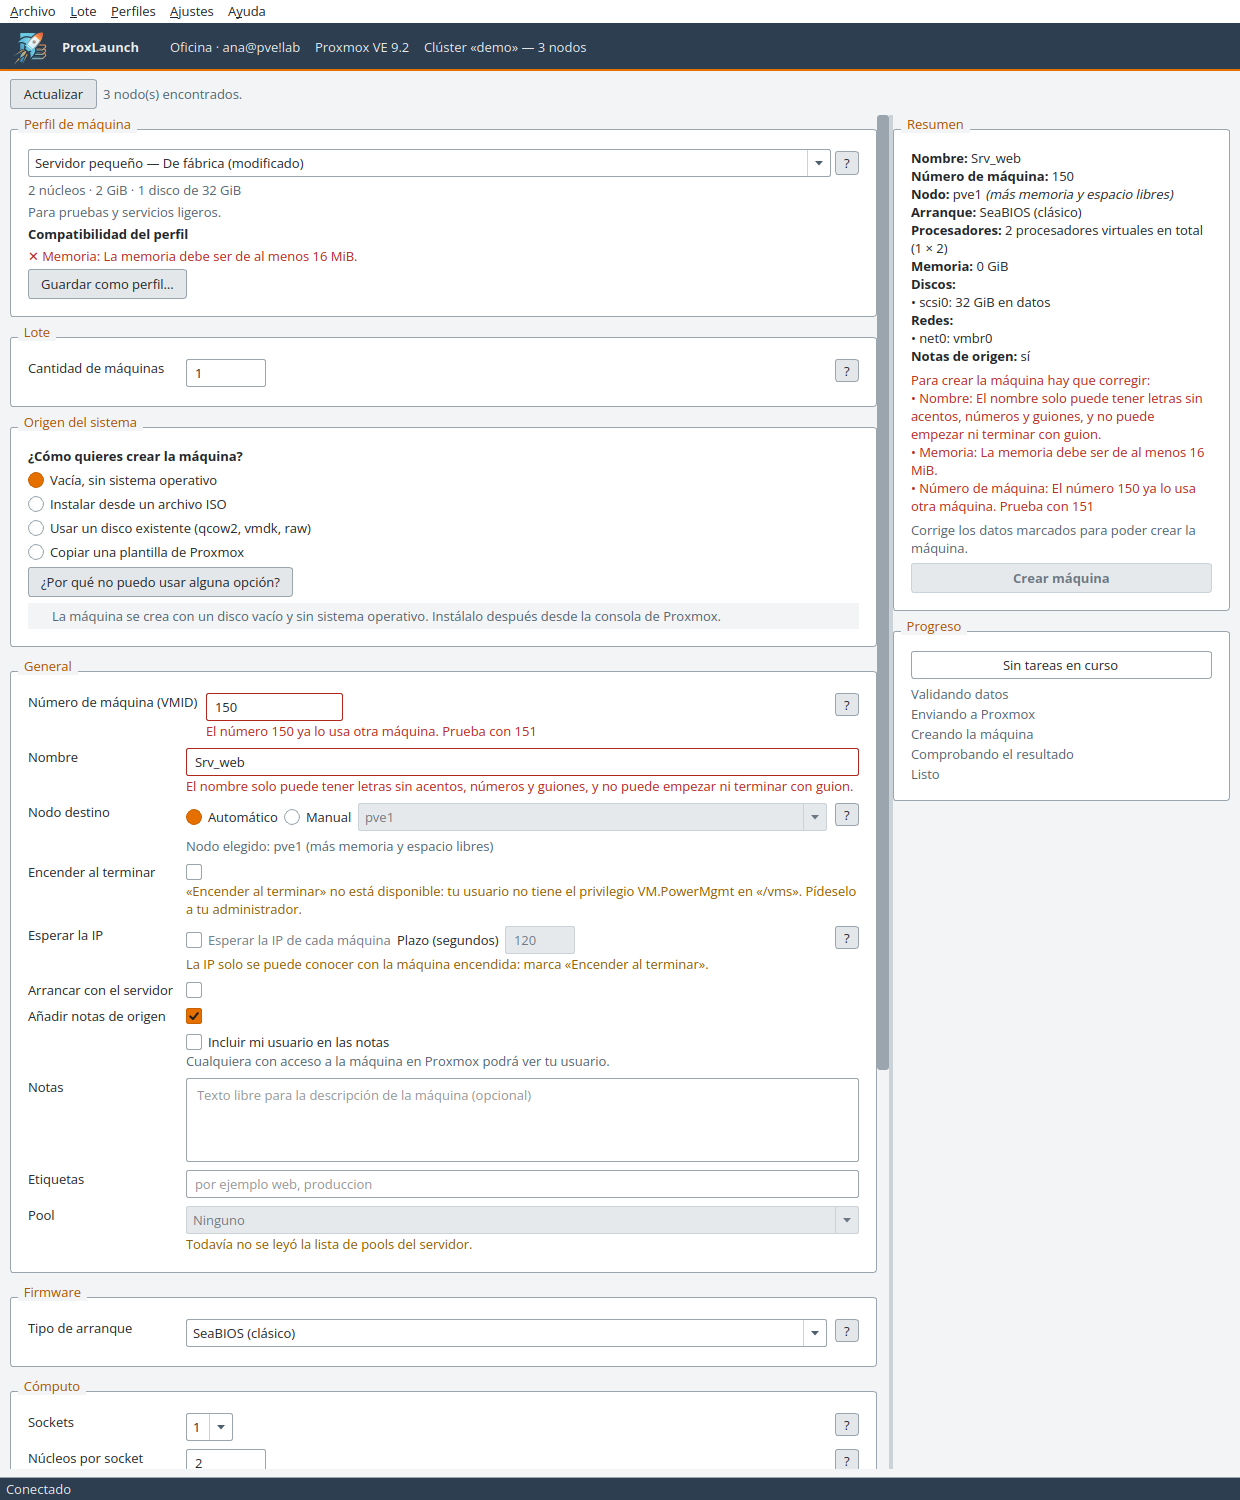 Archivo Lote Perfiles Ajustes Ayuda
ProxLaunch Oficina · ana@pve!lab Proxmox VE 9.2 Clúster «demo» — 3 nodos
Actualizar 3 nodo(s) encontrados.
Perfil de máquina
Servidor pequeño — De fábrica (modificado) ?
2 núcleos · 2 GiB · 1 disco de 32 GiB
Para pruebas y servicios ligeros.
Compatibilidad del perfil
✕ Memoria: La memoria debe ser de al menos 16 MiB.
Guardar como perfil...
Lote
Cantidad de máquinas 1 ?
Origen del sistema
¿Cómo quieres crear la máquina?
Vacía, sin sistema operativo
Instalar desde un archivo ISO
Usar un disco existente (qcow2, vmdk, raw)
Copiar una plantilla de Proxmox
¿Por qué no puedo usar alguna opción?
La máquina se crea con un disco vacío y sin sistema operativo. Instálalo después desde la consola de Proxmox.
General
Número de máquina (VMID) 150 ?
El número 150 ya lo usa otra máquina. Prueba con 151
Nombre Srv_web
El nombre solo puede tener letras sin acentos, números y guiones, y no puede empezar ni terminar con guion.
Nodo destino Automático Manual pve1 ?
Nodo elegido: pve1 (más memoria y espacio libres)
Encender al terminar
«Encender al terminar» no está disponible: tu usuario no tiene el privilegio VM.PowerMgmt en «/vms». Pídeselo
a tu administrador.
Esperar la IP Esperar la IP de cada máquina Plazo (segundos) 120 ?
La IP solo se puede conocer con la máquina encendida: marca «Encender al terminar».
Arrancar con el servidor
Añadir notas de origen
Incluir mi usuario en las notas
Cualquiera con acceso a la máquina en Proxmox podrá ver tu usuario.
Notas Texto libre para la descripción de la máquina (opcional)
Etiquetas por ejemplo web, produccion
Pool Ninguno
Todavía no se leyó la lista de pools del servidor.
Firmware
Tipo de arranque SeaBIOS (clásico) ?
Cómputo
Sockets 1 ?
Núcleos por socket 2 ?
Resumen
Nombre: Srv_web
Número de máquina: 150
Nodo: pve1 (más memoria y espacio libres)
Arranque: SeaBIOS (clásico)
Procesadores: 2 procesadores virtuales en total
(1 × 2)
Memoria: 0 GiB
Discos:
• scsi0: 32 GiB en datos
Redes:
• net0: vmbr0
Notas de origen: sí
Para crear la máquina hay que corregir:
• Nombre: El nombre solo puede tener letras sin
acentos, números y guiones, y no puede
empezar ni terminar con guion.
• Memoria: La memoria debe ser de al menos 16
MiB.
• Número de máquina: El número 150 ya lo usa
otra máquina. Prueba con 151
Corrige los datos marcados para poder crear la
máquina.
Crear máquina
Progreso
Sin tareas en curso
Validando datos
Enviando a Proxmox
Creando la máquina
Comprobando el resultado
Listo
Conectado